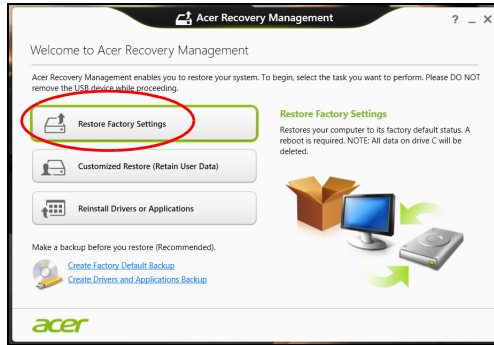 Acer Recovery Management
? _ X
Welcome to Acer Recovery Management
Acer Recovery Management enables you to restore your system. To begin, select the task you want to perform. Please DO NOT
remove the USB device while proceeding.
Restore Factory Settings
Customized Restore (Retain User Data)
Reinstall Drivers or Applications
Restore Factory Settings
Restores your computer to its factory default status. A
reboot is required. NOTE: All data on drive C will be
deleted.
Make a backup before you restore (Recommended).
Create Factory Default Backup
Create Drivers and Applications Backup
acer